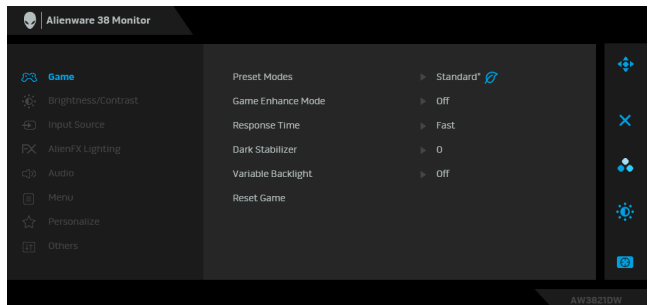 Alienware 38 Monitor
Game
Brightness/Contrast
Input Source
AlienFX Lighting
Audio
Menu
Personalize
Others
Preset Modes Standard*
Game Enhance Mode Off
Response Time Fast
Dark Stabilizer 0
Variable Backlight Off
Reset Game
AW3821DW